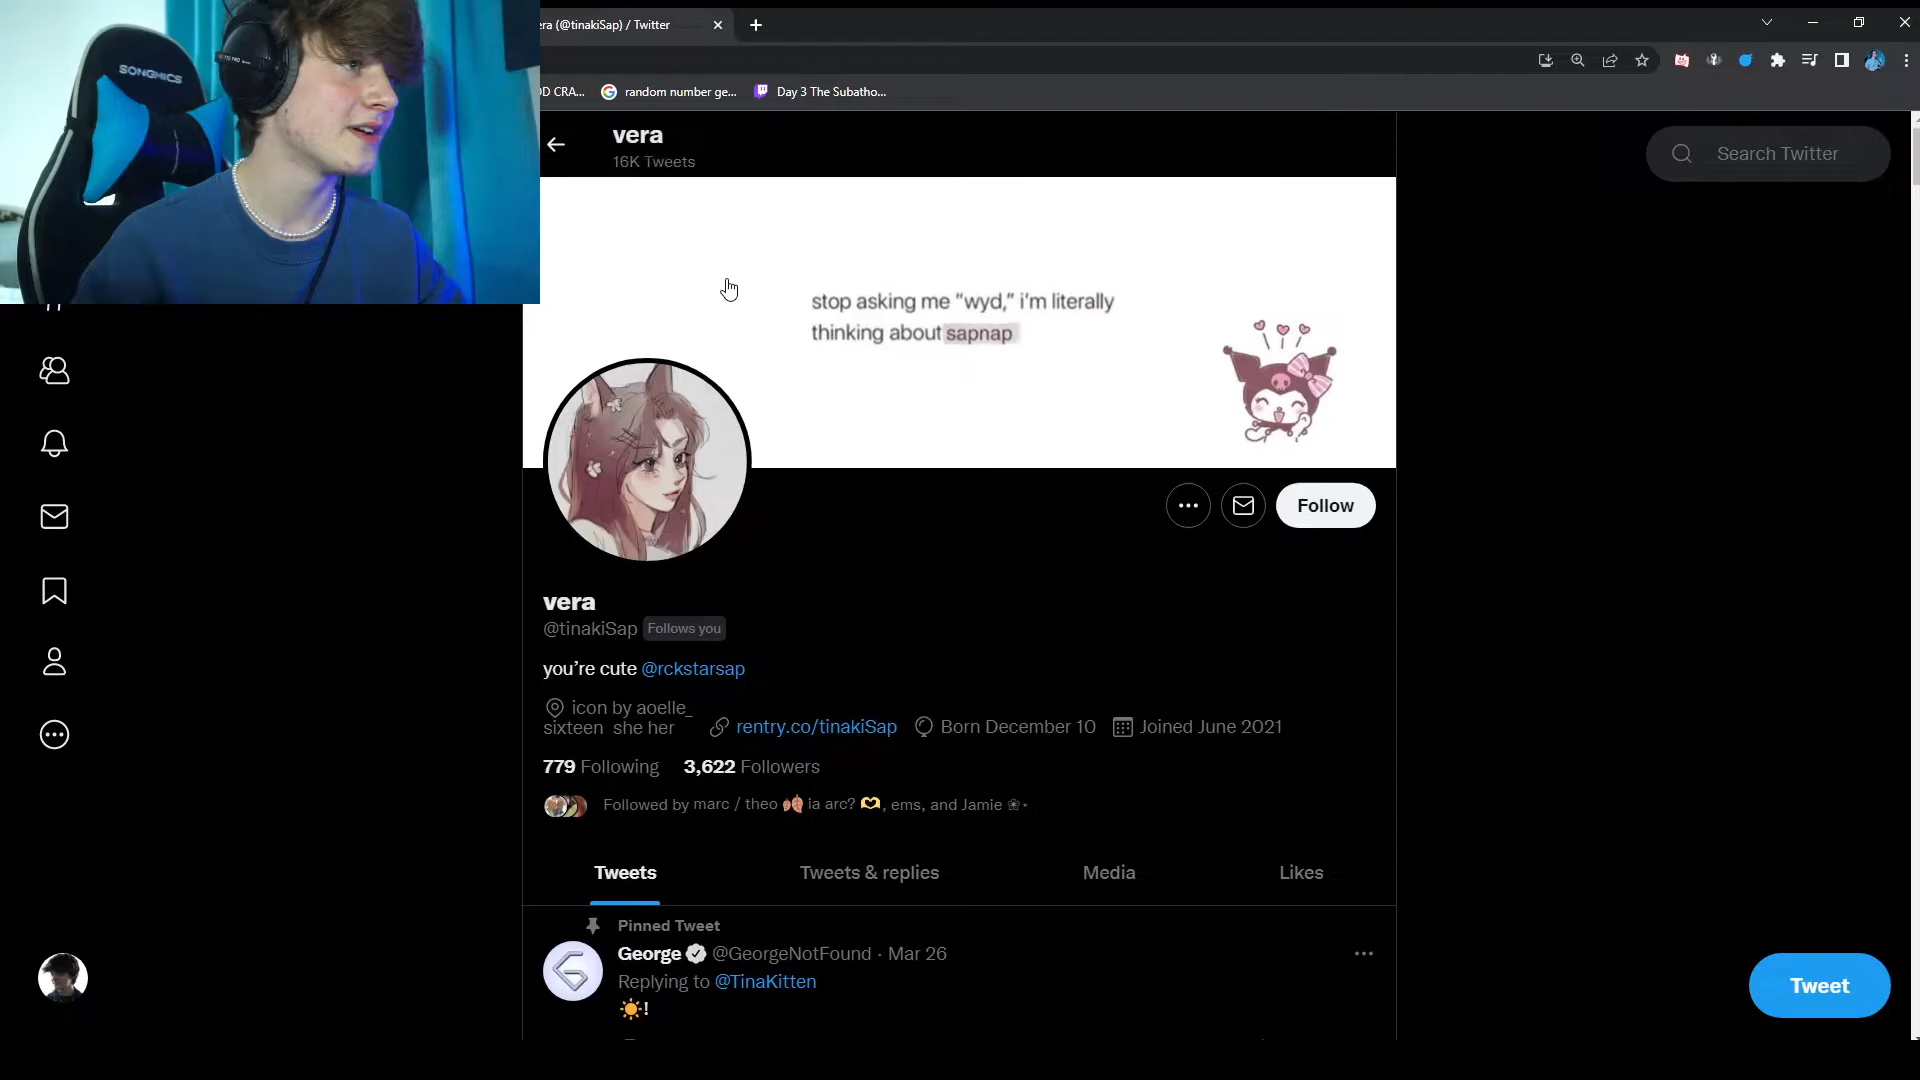 SONGMICS
era (@tinakiSap) / Twitter
OD CRA...
random number ge...
Day 3 The Subatho...
vera
16K Tweets
Search Twitter
stop asking me “wyd,” i’m literally
thinking about sapnap
Follow
vera
@tinakiSap Follows you
you’re cute @rckstarsap
icon by aoelle_
sixteen she her rentry.co/tinakiSap Born December 10 Joined June 2021
779 Following 3,622 Followers
Followed by marc / theo 🍂 ia arc? 🫶, ems, and Jamie ❀·
Tweets Tweets & replies Media Likes
Pinned Tweet
George @GeorgeNotFound · Mar 26
Replying to @TinaKitten
☀️!
Tweet